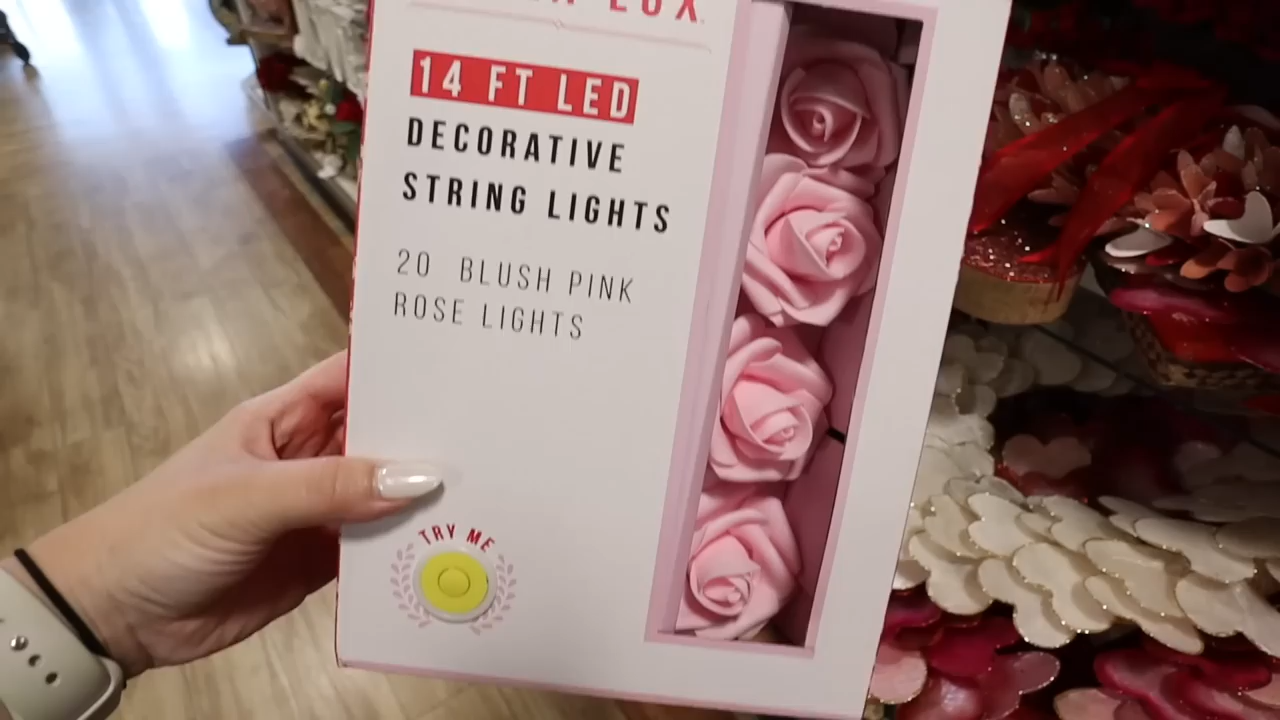 14 FT LED
DECORATIVE
STRING LIGHTS
20 BLUSH PINK
ROSE LIGHTS
TRY ME